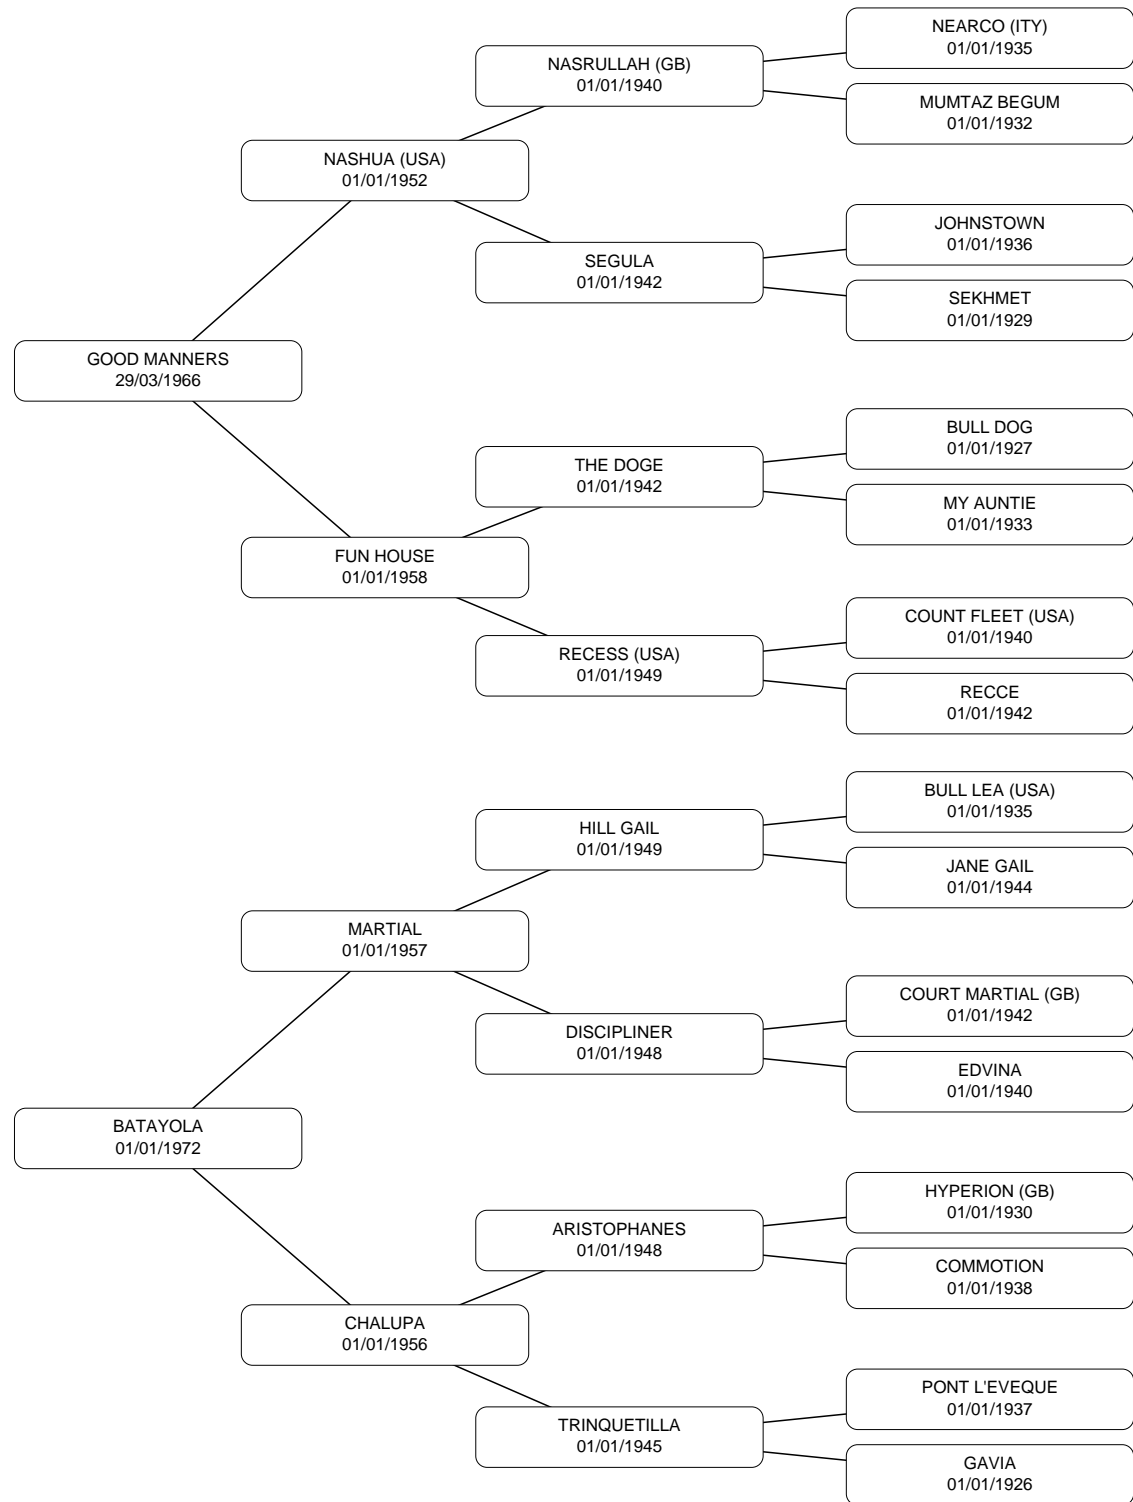 NEARCO (ITY)
01/01/1935
NASRULLAH (GB)
01/01/1940
MUMTAZ BEGUM
01/01/1932
NASHUA (USA)
01/01/1952
JOHNSTOWN
01/01/1936
SEGULA
01/01/1942
SEKHMET
01/01/1929
GOOD MANNERS
29/03/1966
BULL DOG
01/01/1927
THE DOGE
01/01/1942
MY AUNTIE
01/01/1933
FUN HOUSE
01/01/1958
COUNT FLEET (USA)
01/01/1940
RECESS (USA)
01/01/1949
RECCE
01/01/1942
BULL LEA (USA)
01/01/1935
HILL GAIL
01/01/1949
JANE GAIL
01/01/1944
MARTIAL
01/01/1957
COURT MARTIAL (GB)
01/01/1942
DISCIPLINER
01/01/1948
EDVINA
01/01/1940
BATAYOLA
01/01/1972
HYPERION (GB)
01/01/1930
ARISTOPHANES
01/01/1948
COMMOTION
01/01/1938
CHALUPA
01/01/1956
PONT L'EVEQUE
01/01/1937
TRINQUETILLA
01/01/1945
GAVIA
01/01/1926